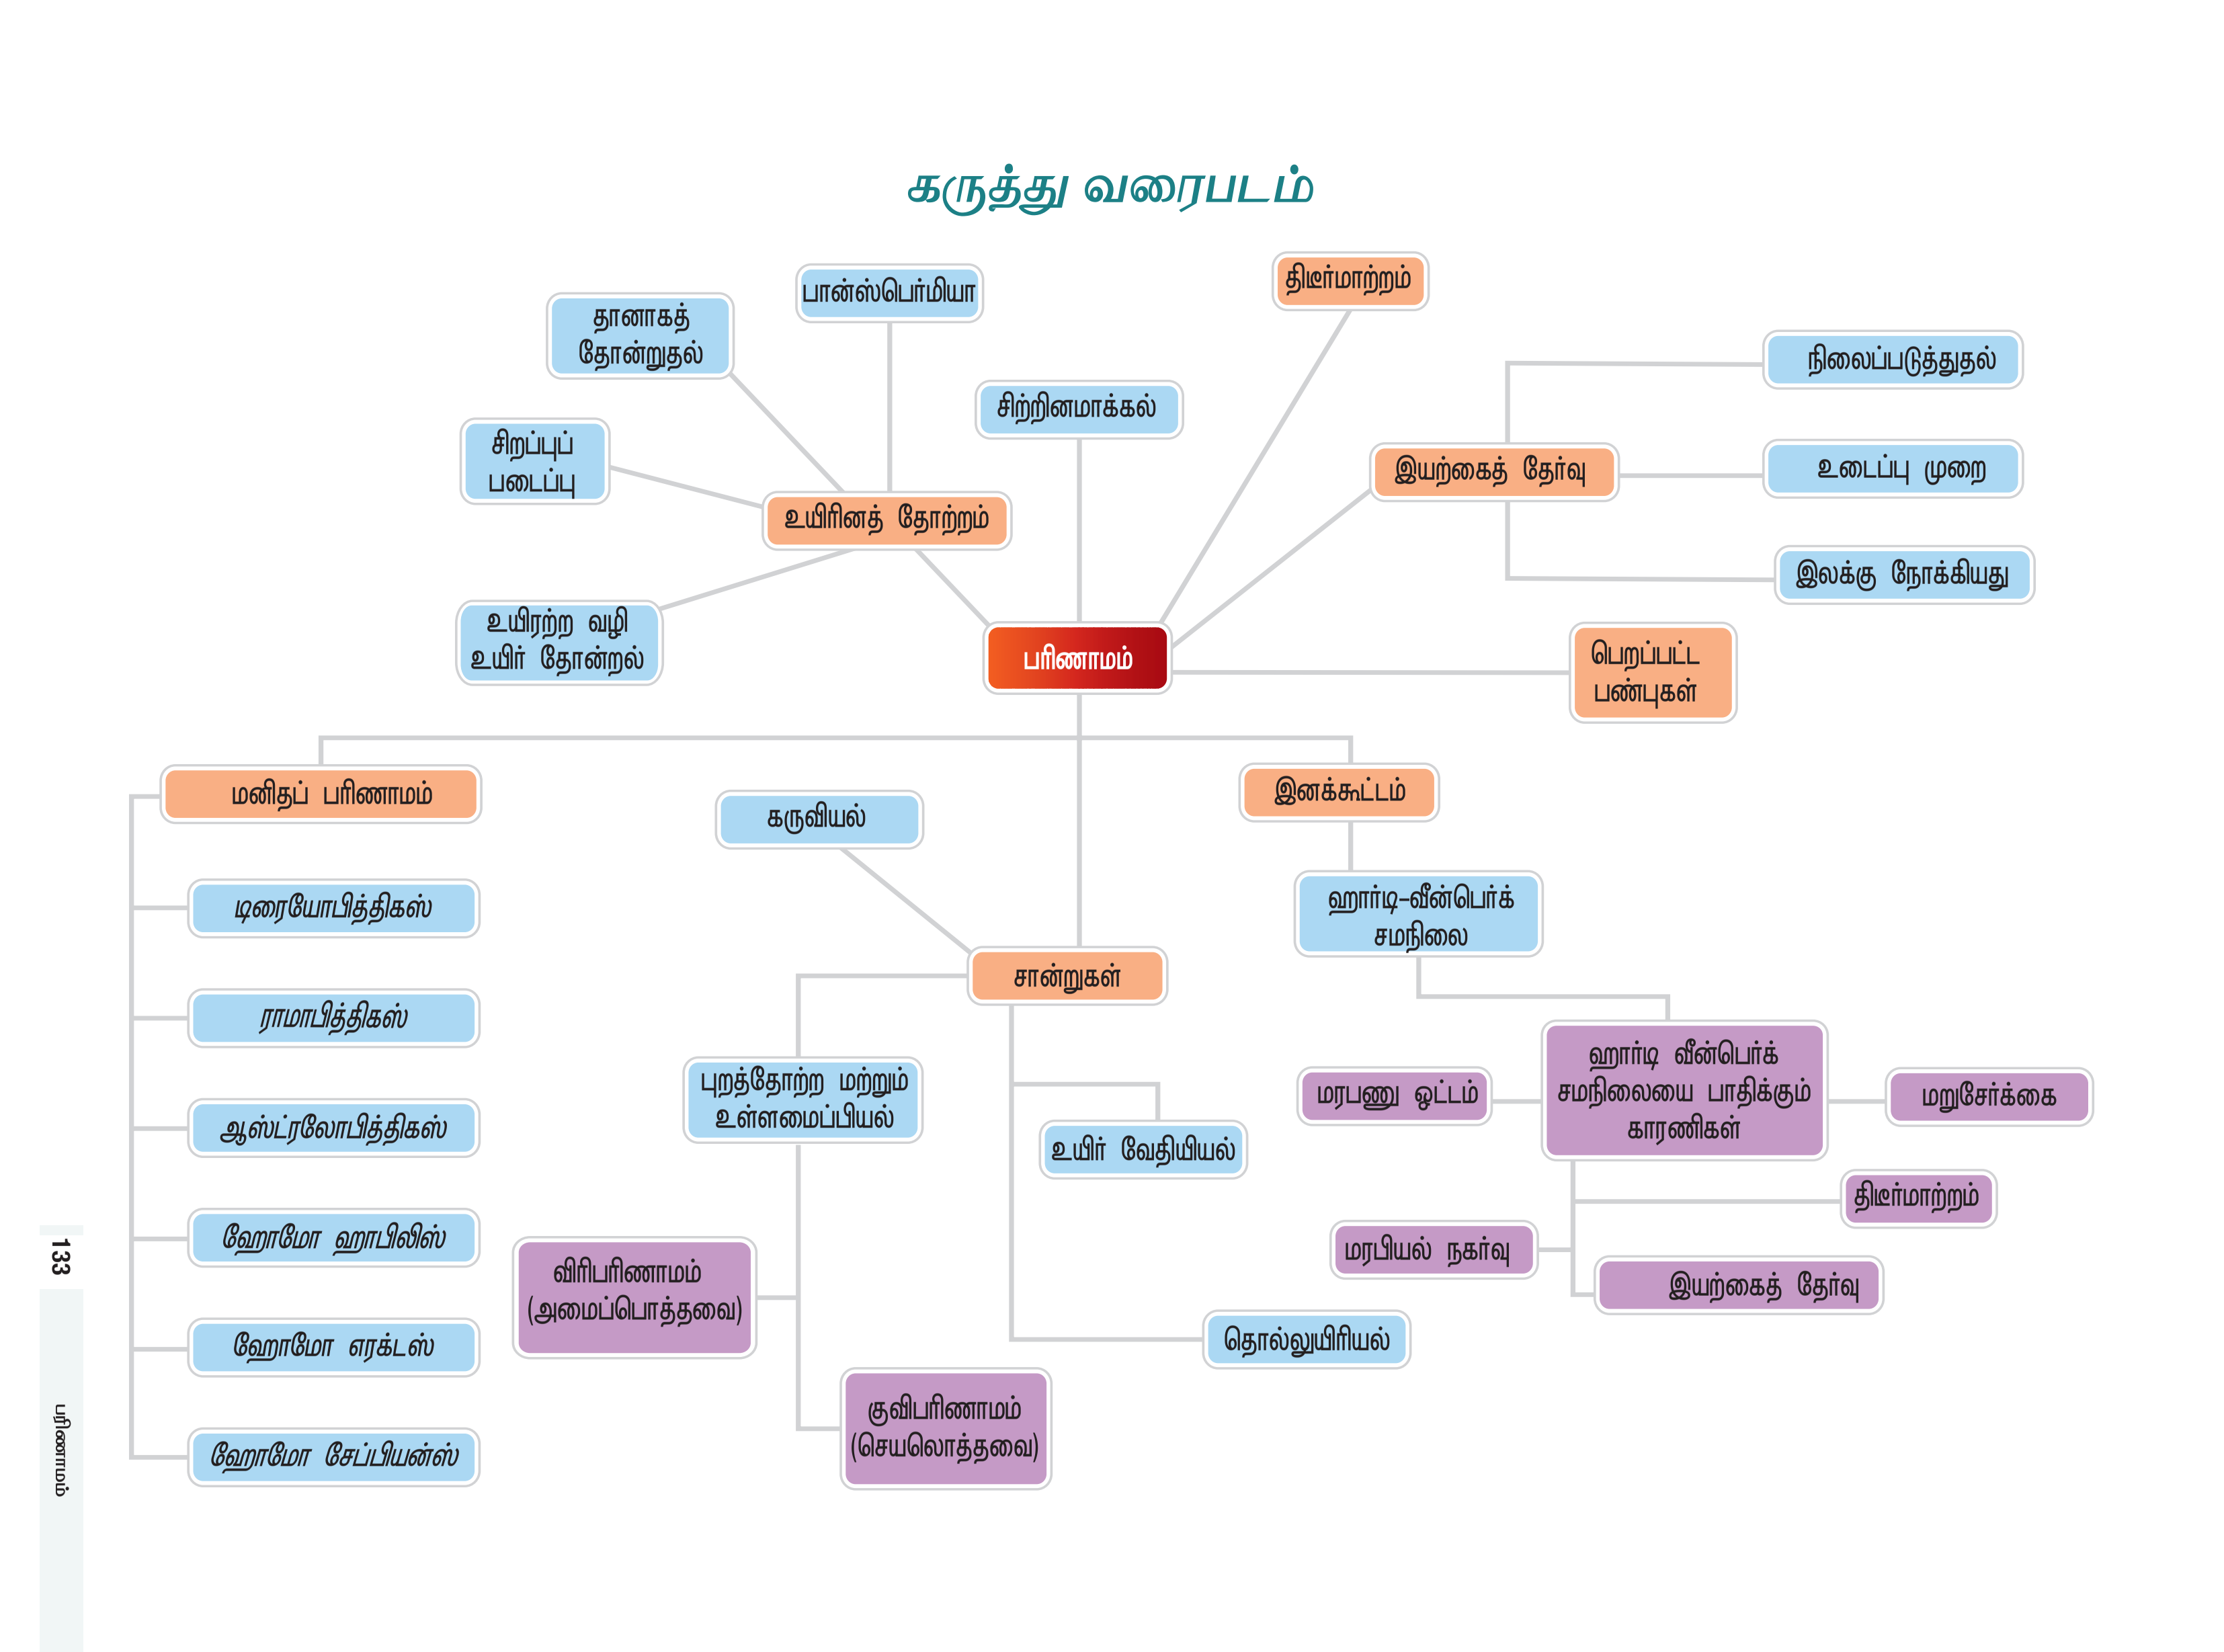 கருத்து வரைபடம்
பான்ஸ்பெர்மியா
திடீர்மாற்றம்
தானாகத்
தோன்றுதல்
சிற்றினமாக்கல்
நிலைப்படுத்துதல்
சிறப்புப்
படைப்பு
இயற்கைத் தேர்வு
உடைப்பு முறை
உயிரினத் தோற்றம்
இலக்கு நோக்கியது
உயிரற்ற வழி
உயிர் தோன்றல்
பரிணாமம்
பெறப்பட்ட
பண்புகள்
மனிதப் பரிணாமம்
கருவியல்
இனக்கூட்டம்
டிரையோபித்திகஸ்
ஹார்டி-வீன்பெர்க்
சமநிலை
சான்றுகள்
ராமாபித்திகஸ்
ஹார்டி வீன்பெர்க்
சமநிலையை பாதிக்கும்
காரணிகள்
புறத்தோற்ற மற்றும்
உள்ளமைப்பியல்
மரபணு ஒட்டம்
மறுசேர்க்கை
ஆஸ்ட்ரலோபித்திகஸ்
உயிர் வேதியியல்
திடீர்மாற்றம்
ஹோமோ ஹாபிலிஸ்
மரபியல் நகர்வு
விரிபரிணாமம்
(அமைப்பொத்தவை)
இயற்கைத் தேர்வு
ஹோமோ எரக்டஸ்
தொல்லுயிரியல்
குவிபரிணாமம்
(செயலொத்தவை)
ஹோமோ சேப்பியன்ஸ்
133
பரிணாமம்